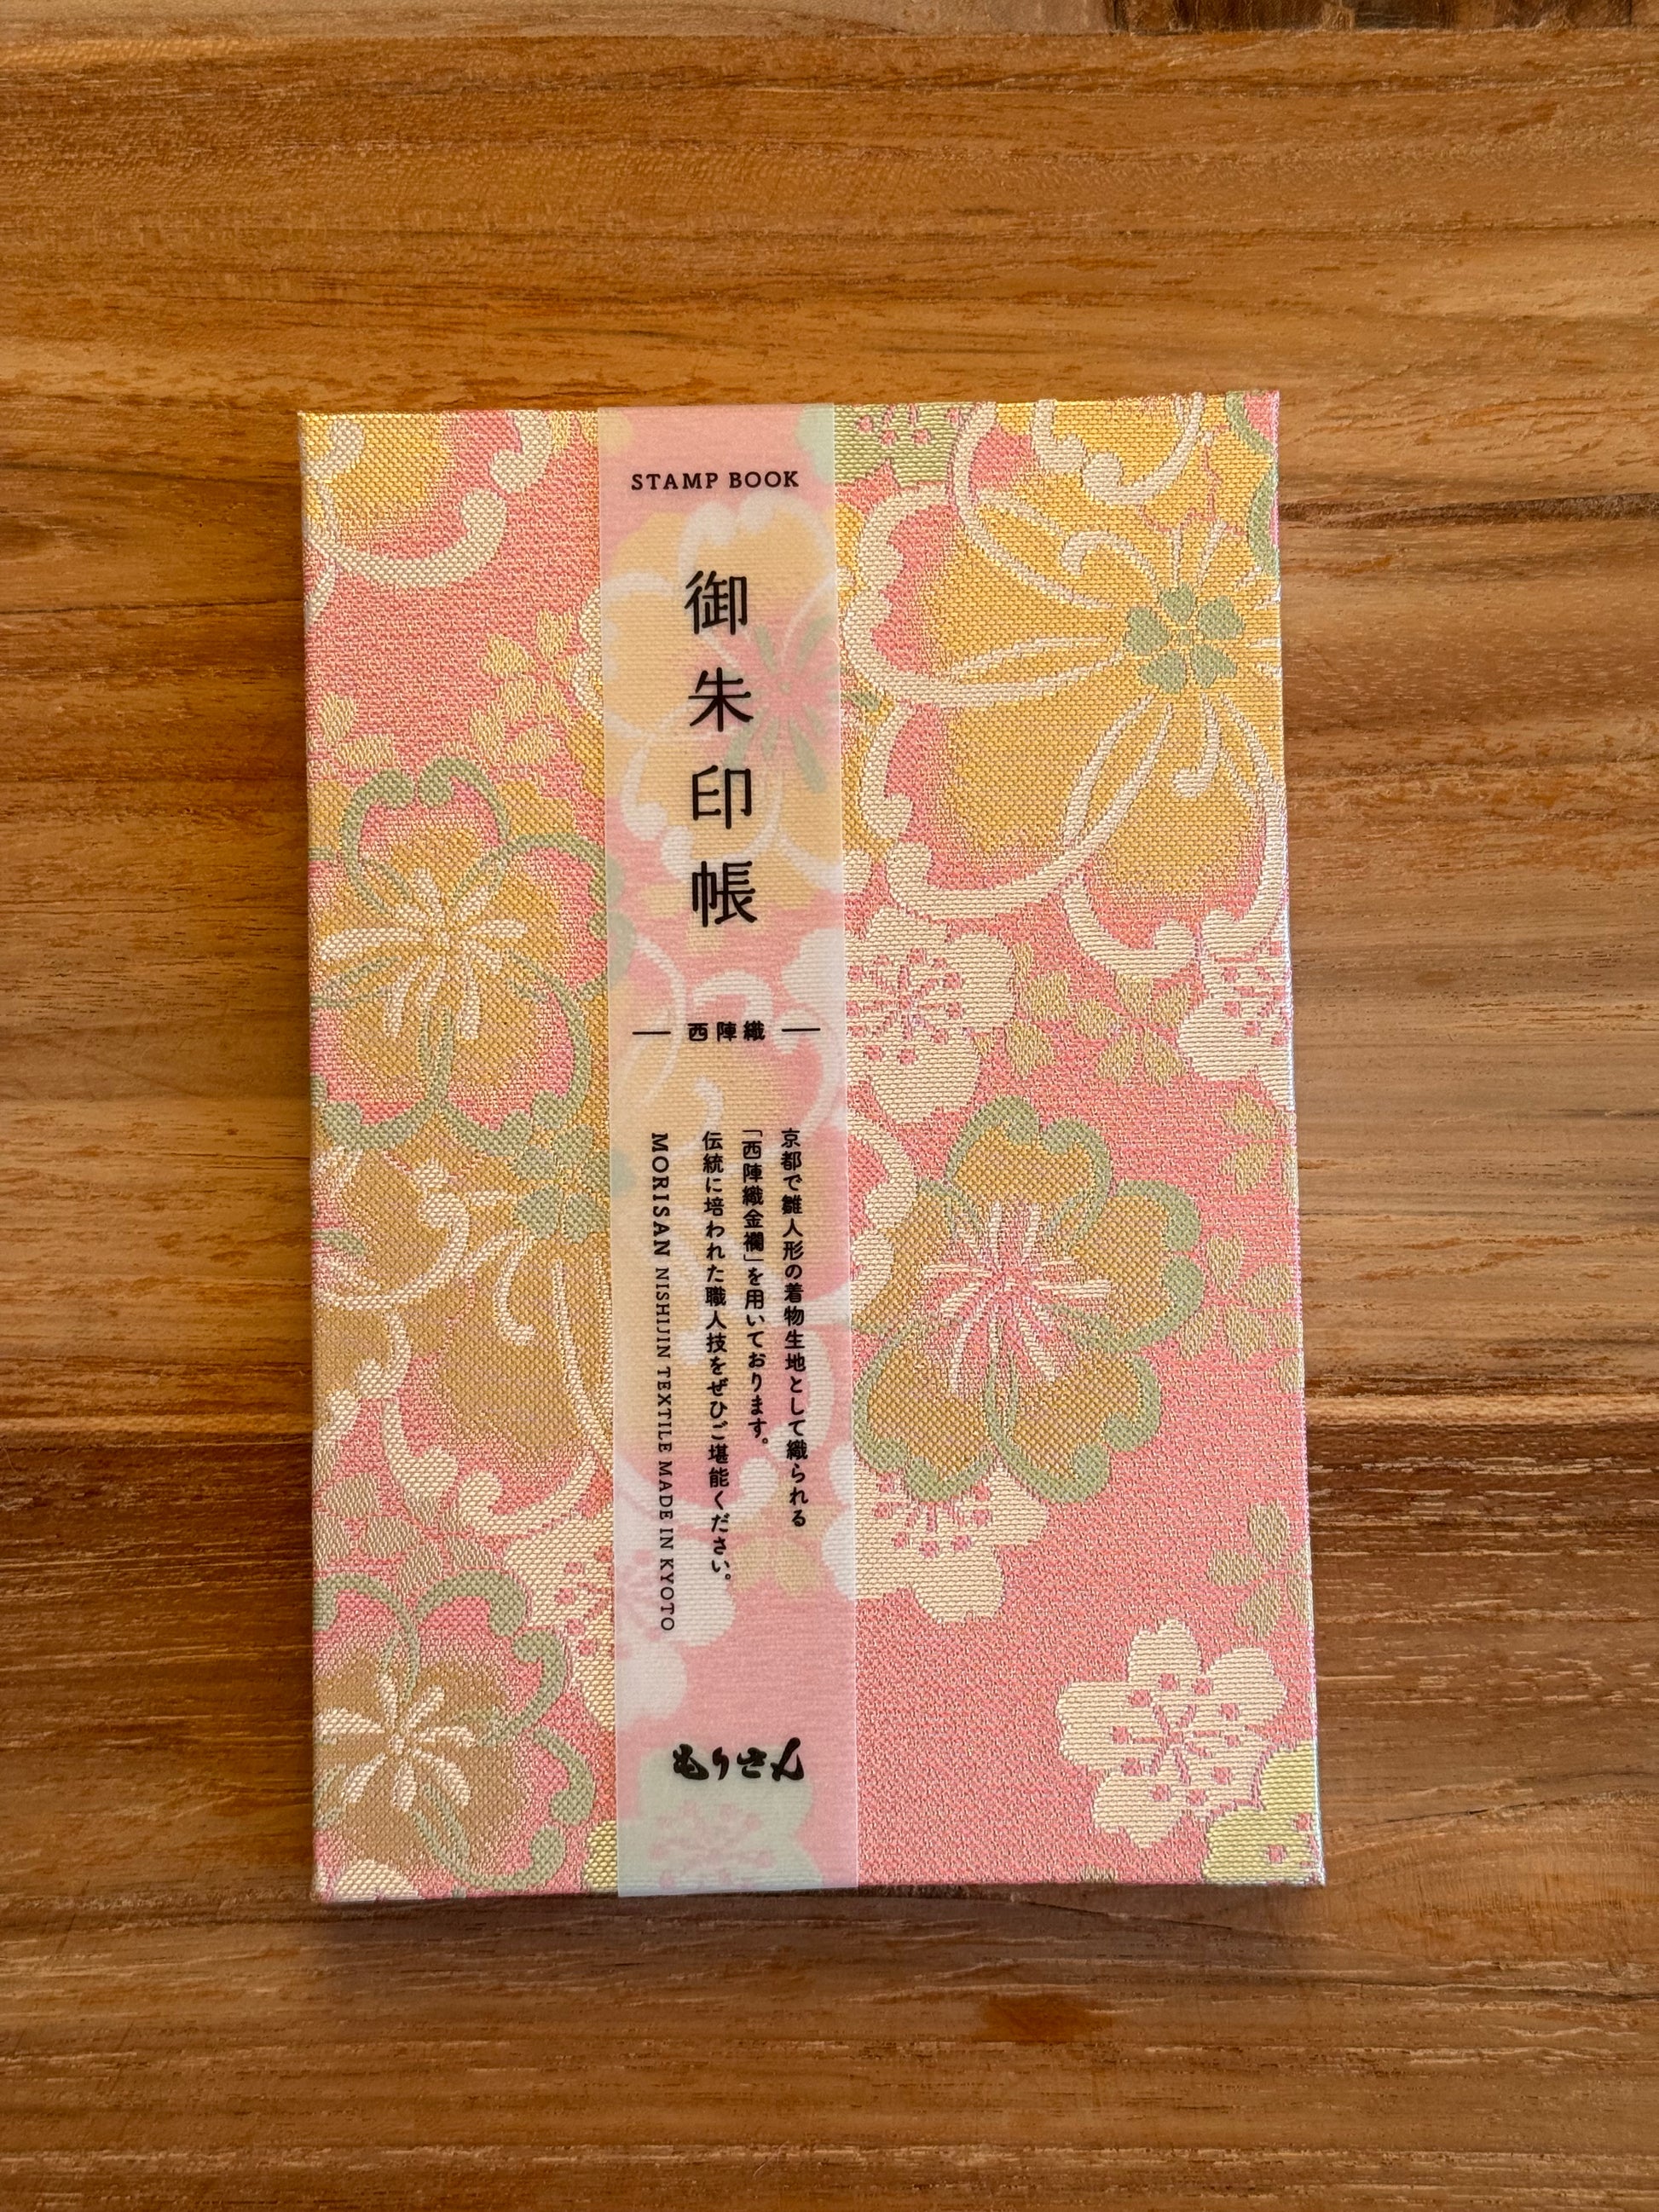 STAMP BOOK
御朱印帳
西陣織
京都で雛人形の着物生地として織られる
「西陣織金襴」を用いております。
伝統に培われた職人技をぜひご堪能ください。
MORISAN NISHIJIN TEXTILE MADE IN KYOTO
もりさん